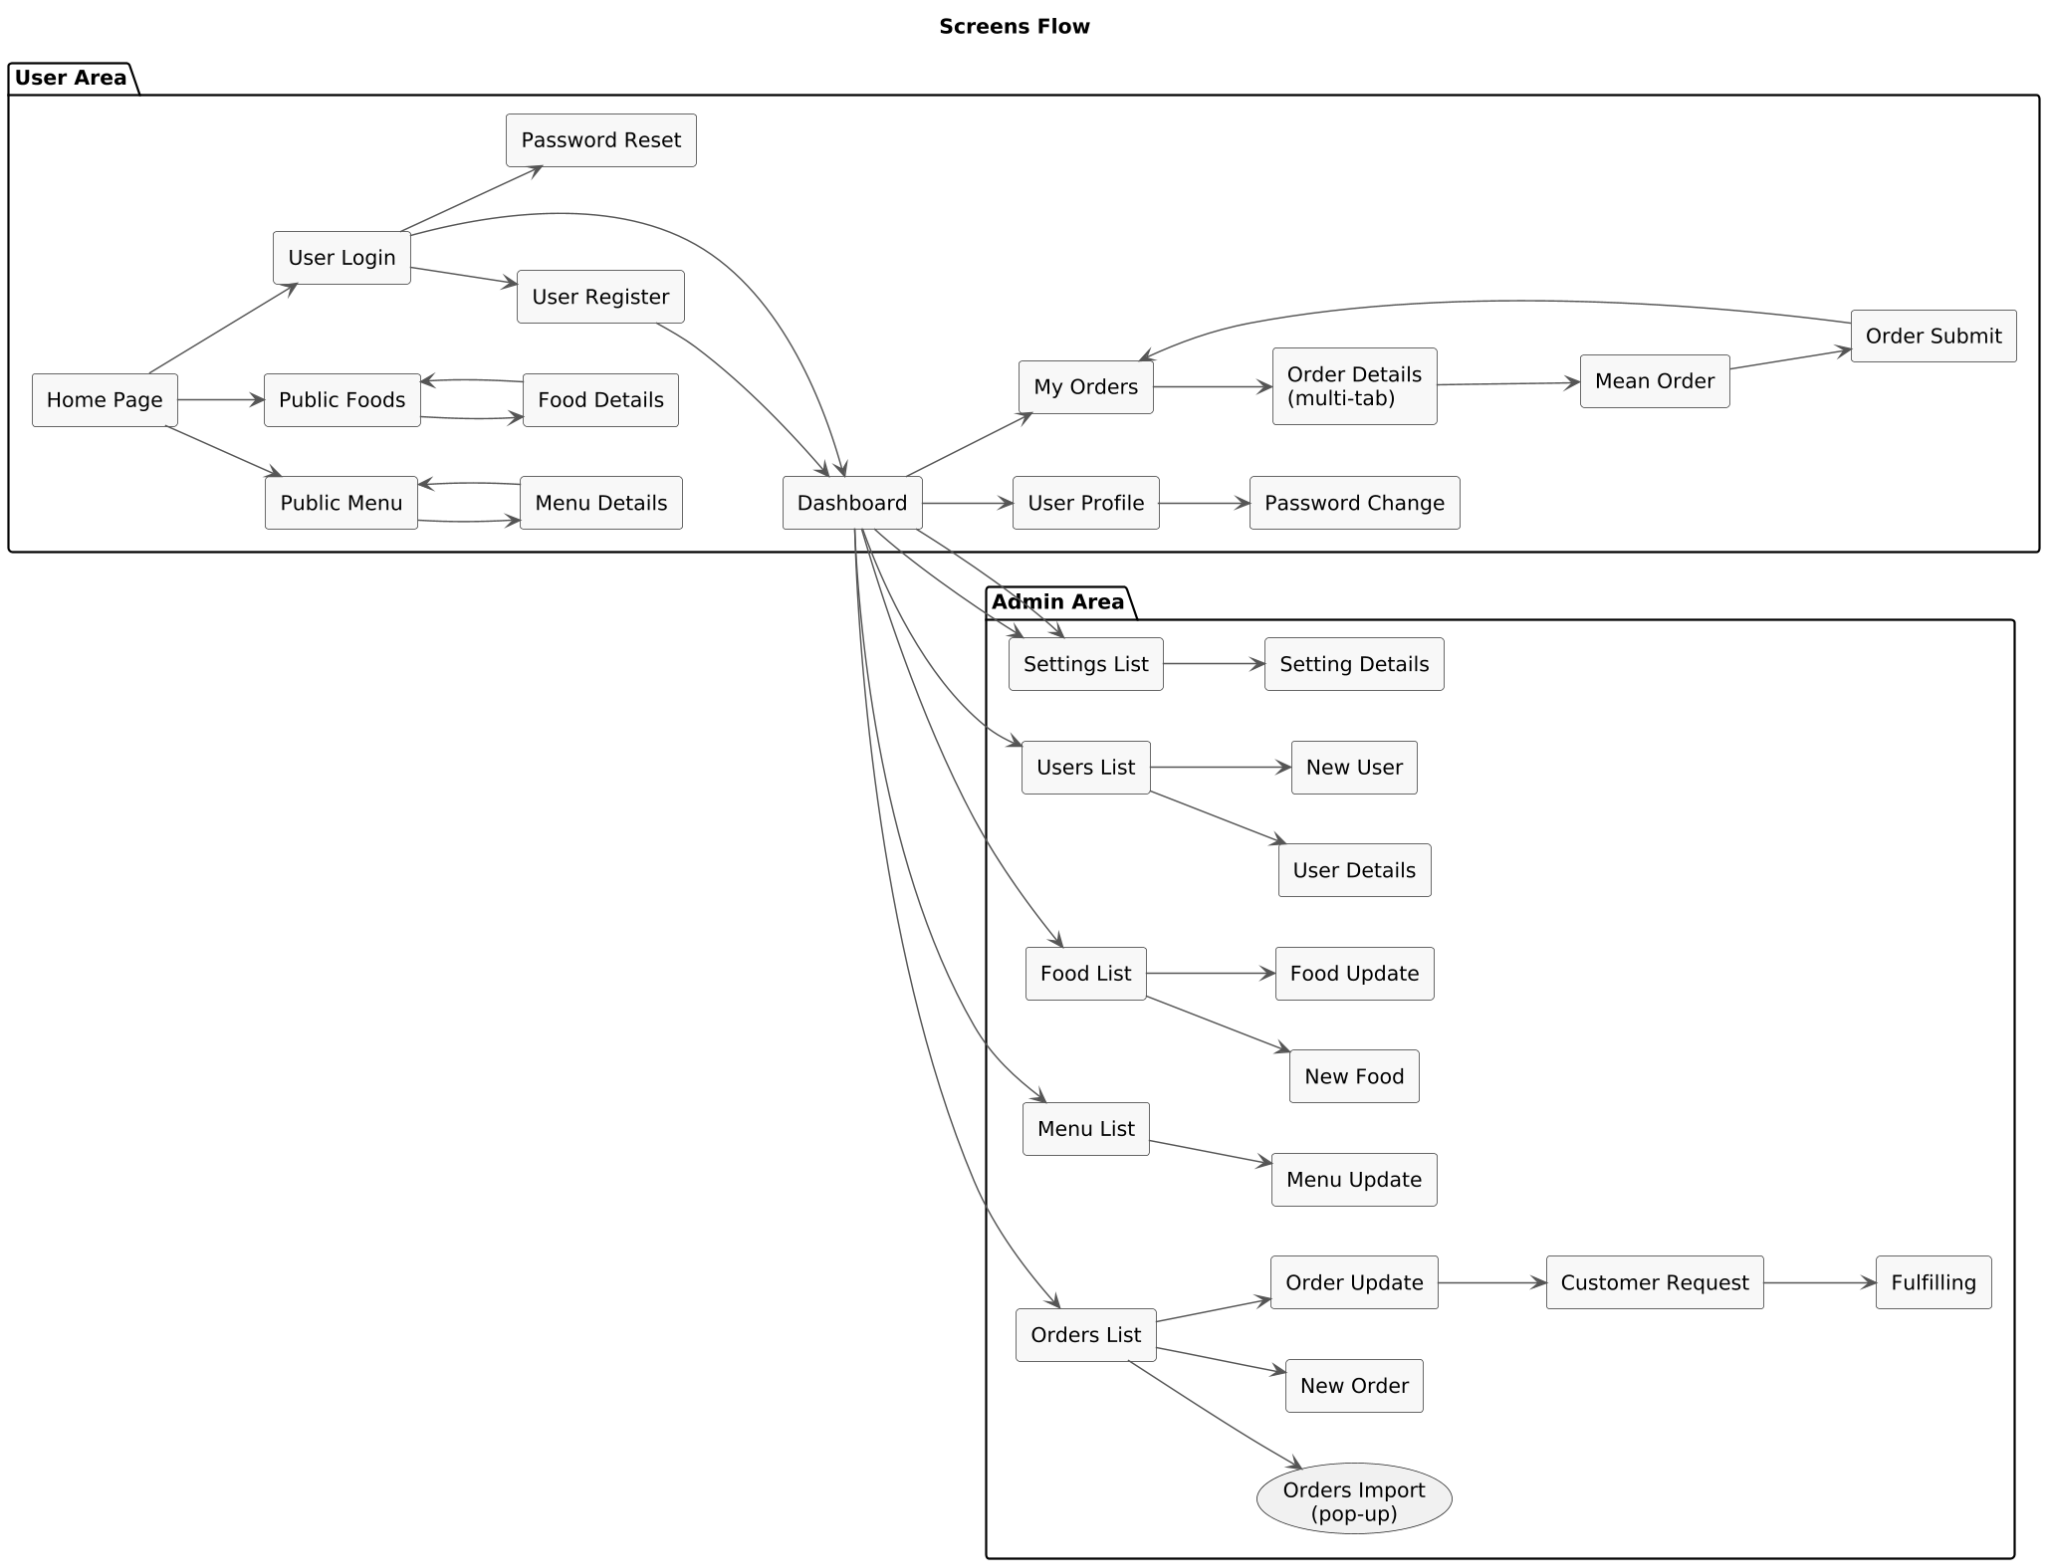 Screens Flow
User Area
Password Reset
User Login
User Register
Home Page
Public Foods
Food Details
Public Menu
Menu Details
Dashboard
My Orders
Order Details
(multi-tab)
Mean Order
Order Submit
User Profile
Password Change
Admin Area
Settings List
Setting Details
Users List
New User
User Details
Food List
Food Update
New Food
Menu List
Menu Update
Orders List
Order Update
Customer Request
Fulfilling
New Order
Orders Import
(pop-up)